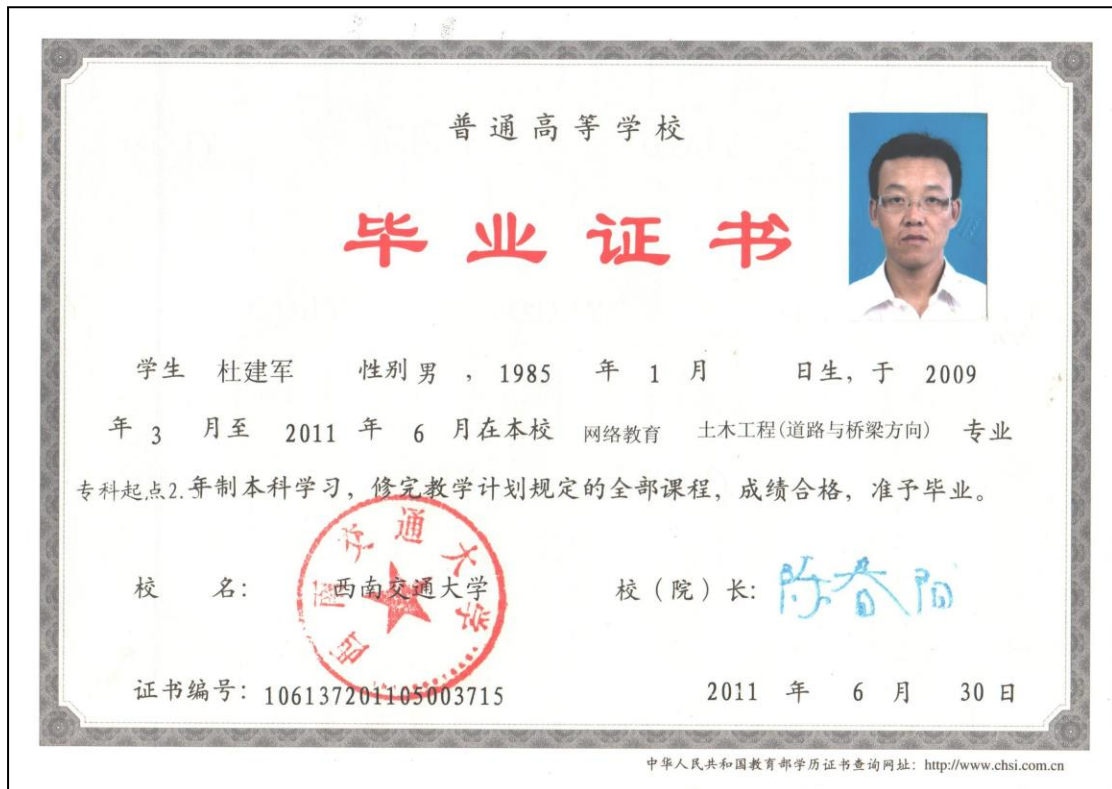 普通高等学校
毕业证书
学生 杜建军 性别 男 , 1985 年 1 月 日生, 于 2009
年 3 月至 2011 年 6 月在本校 网络教育 土木工程(道路与桥梁方向) 专业
专科起点2.年制本科学习, 修完教学计划规定的全部课程, 成绩合格, 准予毕业。
西南交通大学
校 名: 西南交通大学 校(院)长: 陈春阳
证书编号: 106137201105003715 2011 年 6 月 30 日
中华人民共和国教育部学历证书查询网址: http://www.chsi.com.cn